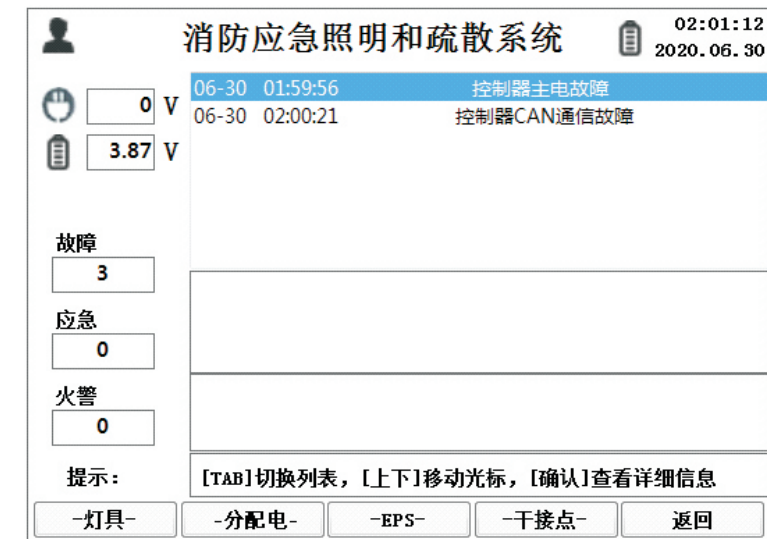 消防应急照明和疏散系统
02:01:12
2020.06.30
0 V
3.87 V
06-30 01:59:56 控制器主电故障
06-30 02:00:21 控制器CAN通信故障
故障
3
应急
0
火警
0
提示：
[TAB]切换列表，[上下]移动光标，[确认]查看详细信息
-灯具- -分配电- -EPS- -干接点- 返回